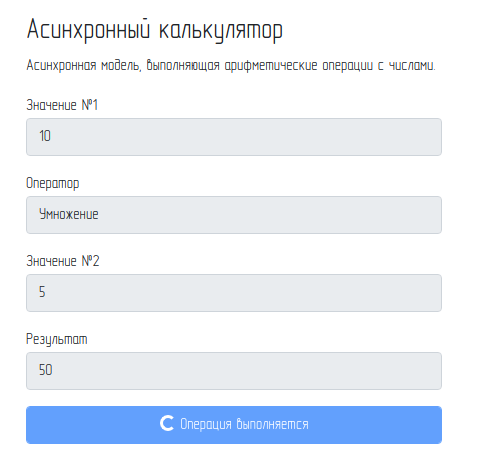 Асинхронный калькулятор
Асинхронная модель, выполняющая арифметические операции с числами.
Значение №1
10
Оператор
Умножение
Значение №2
5
Результат
50
Операция выполняется